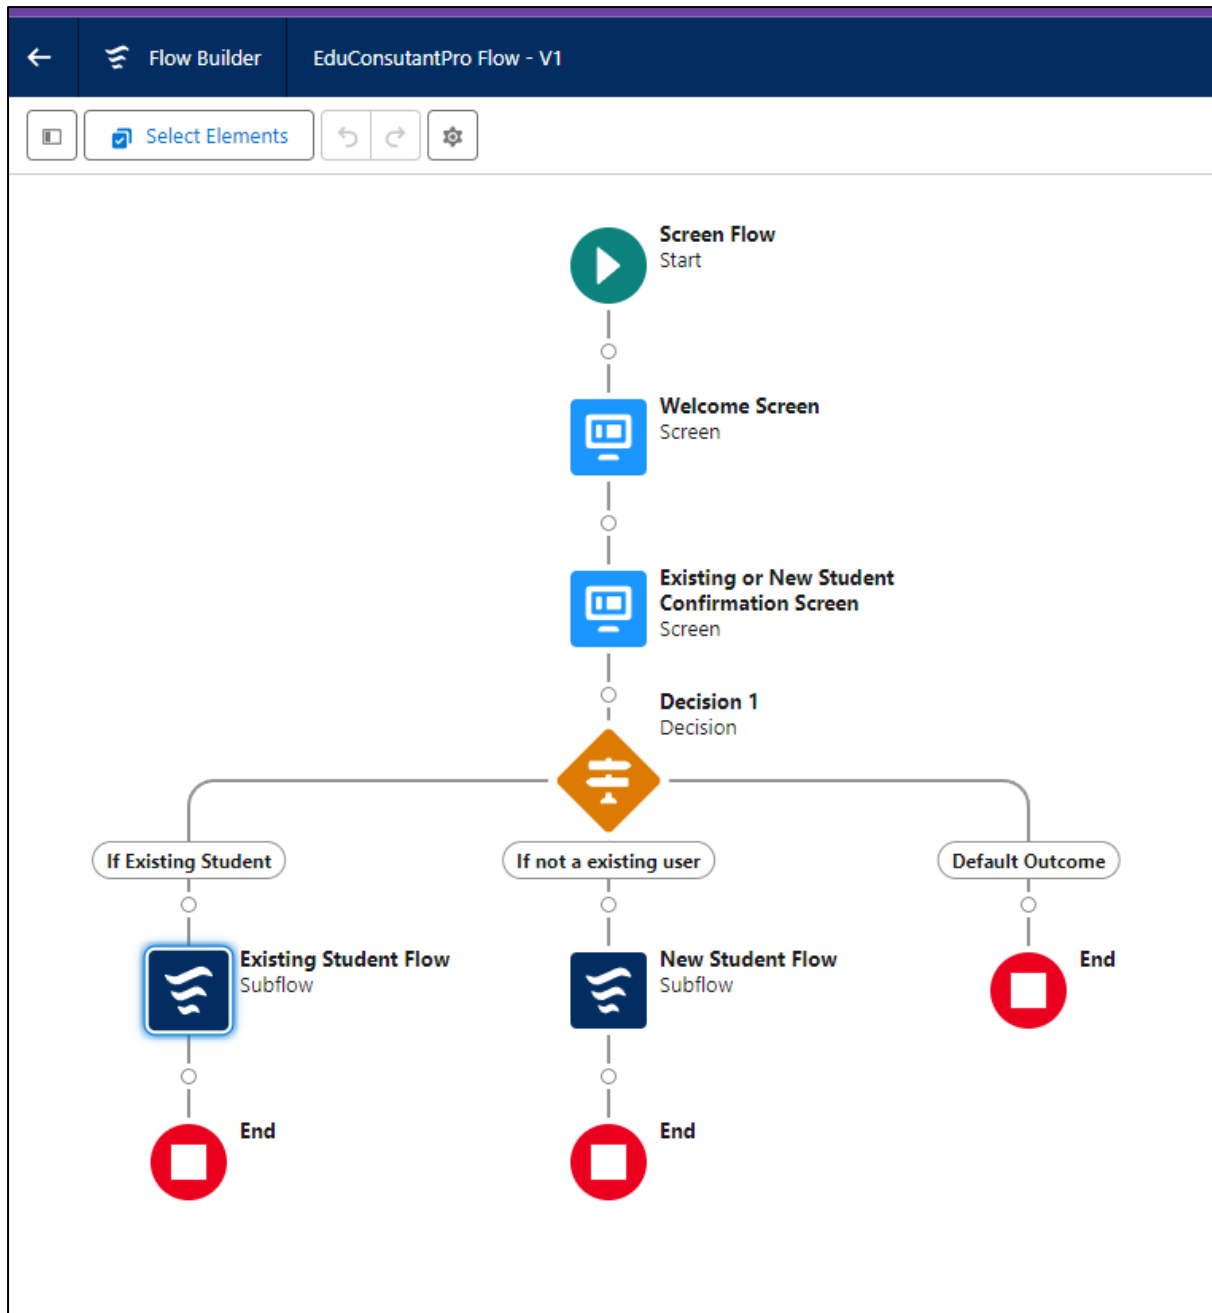 Flow Builder
EduConsutantPro Flow - V1
Select Elements
Screen Flow
Start
Welcome Screen
Screen
Existing or New Student
Confirmation Screen
Screen
Decision 1
Decision
If Existing Student
If not a existing user
Default Outcome
Existing Student Flow
Subflow
New Student Flow
Subflow
End
End
End